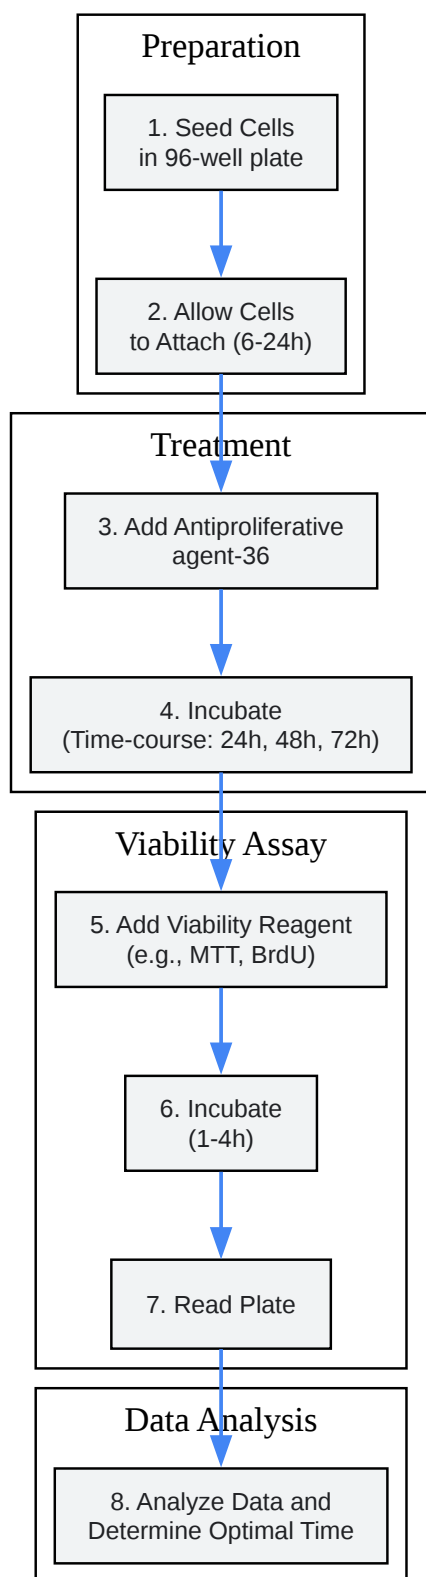 Preparation
1. Seed Cells
in 96-well plate
2. Allow Cells
to Attach (6-24h)
Treatment
3. Add Antiproliferative
agent-36
4. Incubate
(Time-course: 24h, 48h, 72h)
Viability Assay
5. Add Viability Reagent
(e.g., MTT, BrdU)
6. Incubate
(1-4h)
7. Read Plate
Data Analysis
8. Analyze Data and
Determine Optimal Time